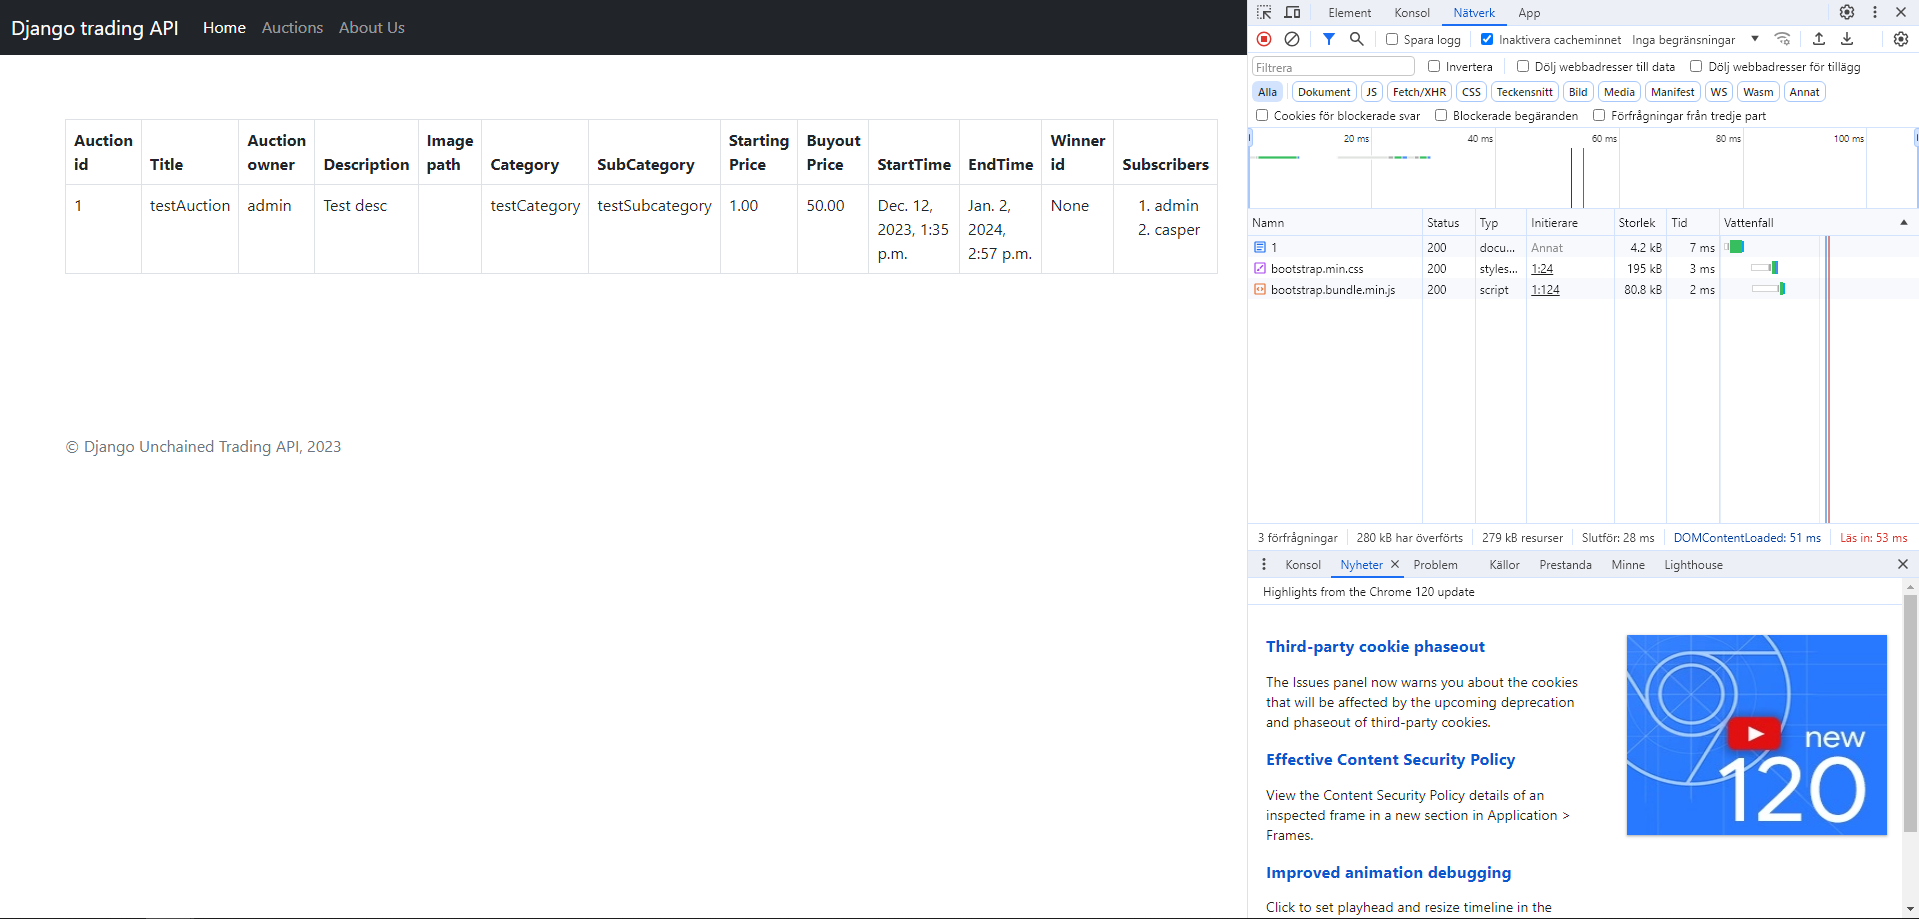 Django trading API Home Auctions About Us
Auction id Title Auction owner Description Image path Category SubCategory Starting Price Buyout Price StartTime EndTime Winner id Subscribers
1 testAuction admin Test desc testCategory testSubcategory 1.00 50.00 Dec. 12, 2023, 1:35 p.m. Jan. 2, 2024, 2:57 p.m. None 1. admin 2. casper
© Django Unchained Trading API, 2023
Element Konsol Nätverk App
Spara logg Inaktivera cacheminnet Inga begränsningar
Filtrera Invertera Dölj webbadresser till data Dölj webbadresser för tillägg
Alla Dokument JS Fetch/XHR CSS Teckensnitt Bild Media Manifest WS Wasm Annat
Cookies för blockerade svar Blockerade begäranden Förfrågningar från tredje part
20 ms 40 ms 60 ms 80 ms 100 ms
Namn Status Typ Initierare Storlek Tid Vattenfall
1 200 docu... Annat 4.2 kB 7 ms
bootstrap.min.css 200 styles... 1:24 195 kB 3 ms
bootstrap.bundle.min.js 200 script 1:124 80.8 kB 2 ms
3 förfrågningar 280 kB har överförts 279 kB resurser Slutför: 28 ms DOMContentLoaded: 51 ms Läs in: 53 ms
Konsol Nyheter Problem Källor Prestanda Minne Lighthouse
Highlights from the Chrome 120 update
Third-party cookie phaseout
The Issues panel now warns you about the cookies
that will be affected by the upcoming deprecation
and phaseout of third-party cookies.
Effective Content Security Policy
View the Content Security Policy details of an
inspected frame in a new section in Application >
Frames.
Improved animation debugging
Click to set playhead and resize timeline in the
new
120